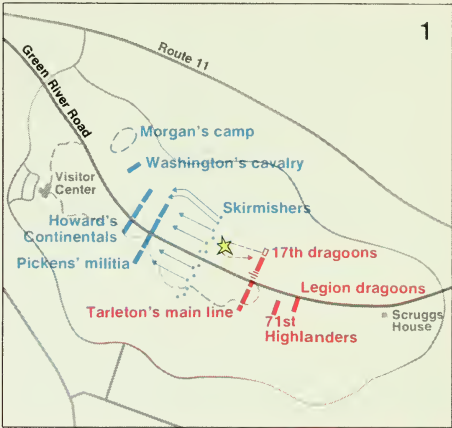 1
Route 11
Green River Road
Morgan's camp
Washington's cavalry
Visitor
Center
Skirmishers
Howard's
Continentals
Pickens' militia
17th dragoons
Legion dragoons
Tarleton's main line
71st
Highlanders
Scruggs
House